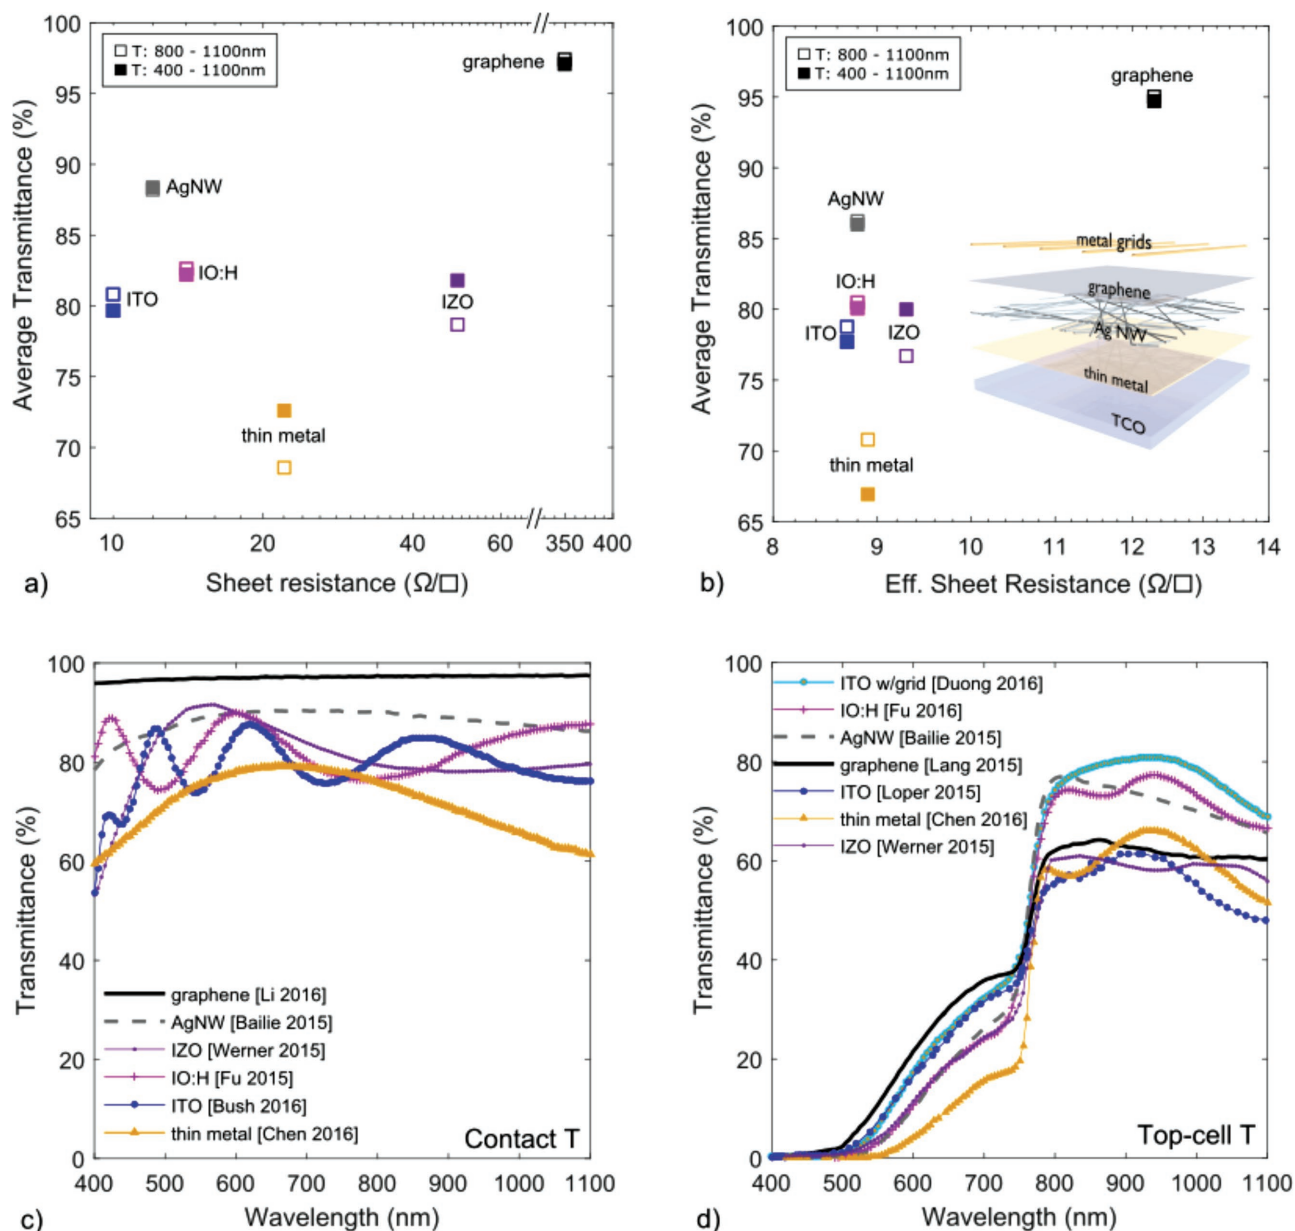 100
95
90
85
80
75
70
65
Average Transmittance (%)
T: 800 - 1100nm
T: 400 - 1100nm
graphene
AgNW
IO:H
ITO
IZO
thin metal
10 20 40 60 350 400
Sheet resistance (Ω/□)
a)
100
95
90
85
80
75
70
65
Average Transmittance (%)
T: 800 - 1100nm
T: 400 - 1100nm
graphene
AgNW
IO:H
ITO
IZO
thin metal
metal grids
graphene
Ag NW
thin metal
TCO
8 9 10 11 12 13 14
Eff. Sheet Resistance (Ω/□)
b)
100
80
60
40
20
0
Transmittance (%)
graphene [Li 2016]
AgNW [Bailie 2015]
IZO [Werner 2015]
IO:H [Fu 2015]
ITO [Bush 2016]
thin metal [Chen 2016]
Contact T
400 500 600 700 800 900 1000 1100
Wavelength (nm)
c)
100
80
60
40
20
0
Transmittance (%)
ITO w/grid [Duong 2016]
IO:H [Fu 2016]
AgNW [Bailie 2015]
graphene [Lang 2015]
ITO [Loper 2015]
thin metal [Chen 2016]
IZO [Werner 2015]
Top-cell T
400 500 600 700 800 900 1000 1100
Wavelength (nm)
d)